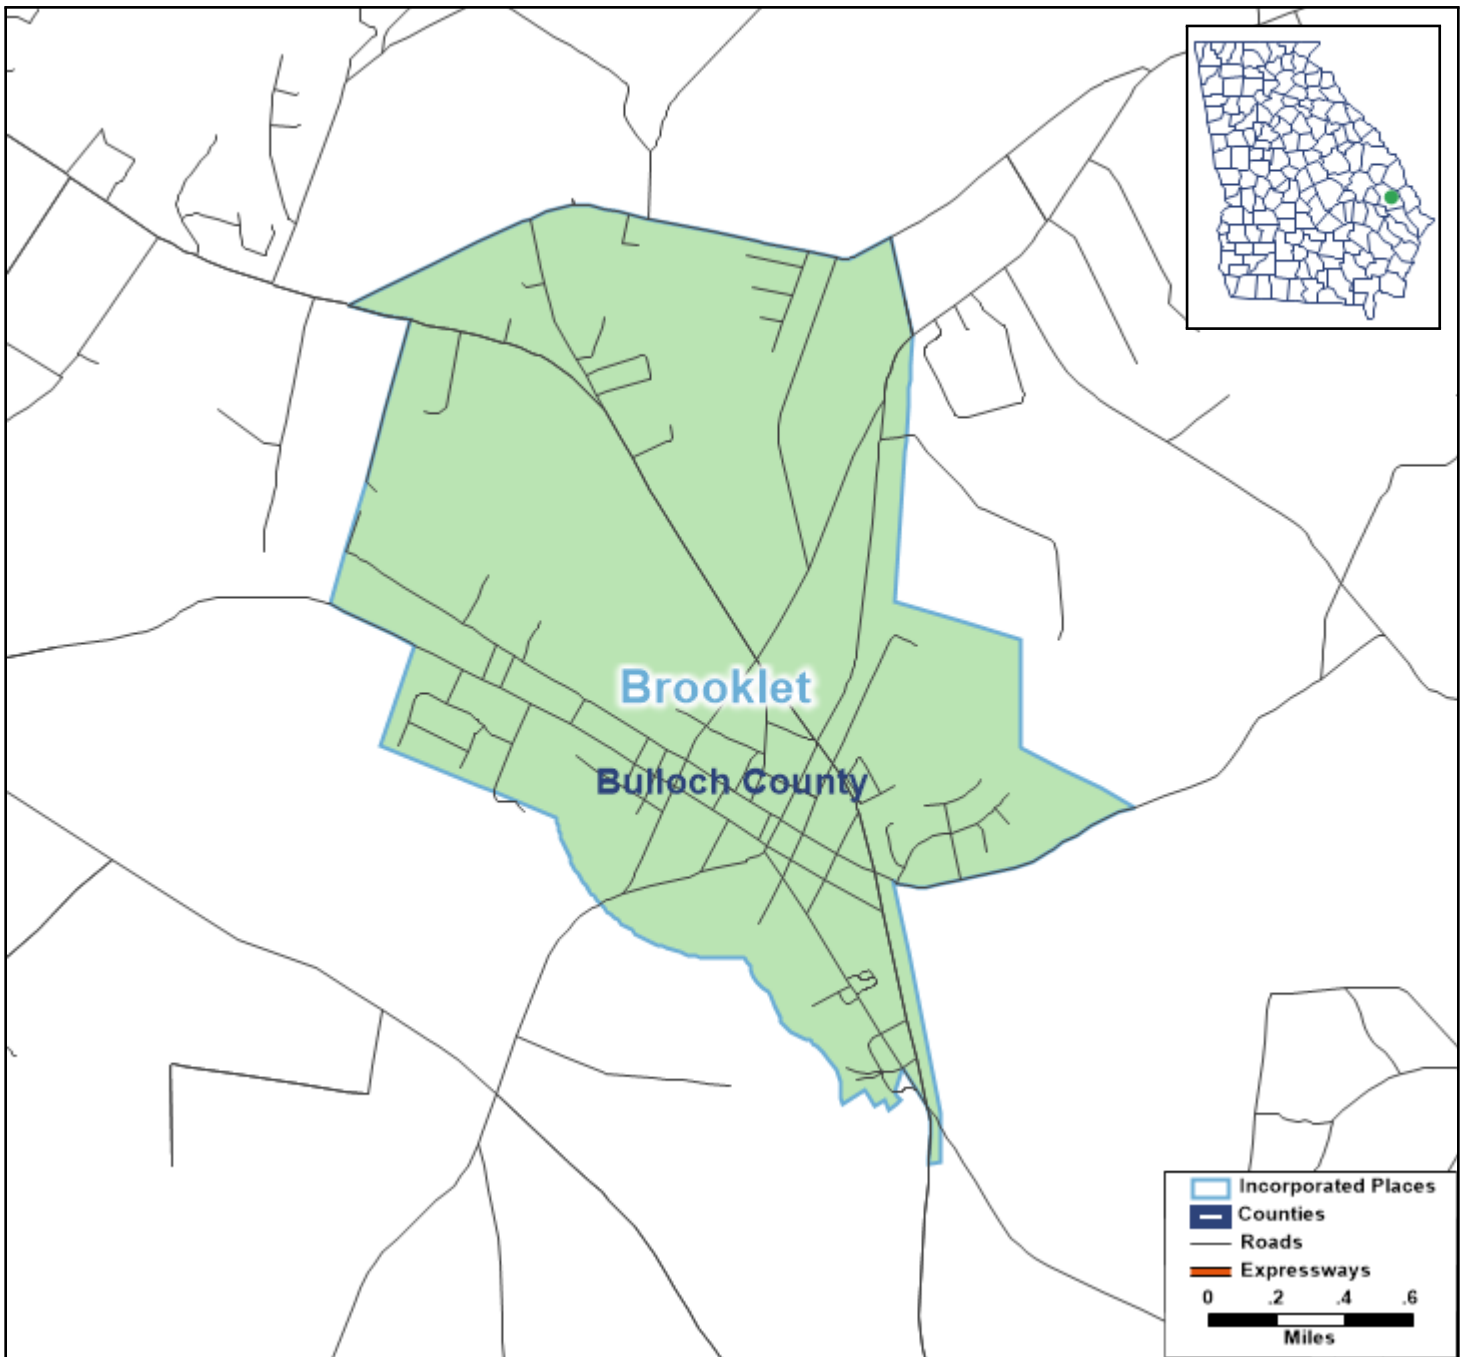 Brooklet
Bulloch County
Incorporated Places
Counties
Roads
Expressways
0 .2 .4 .6
Miles